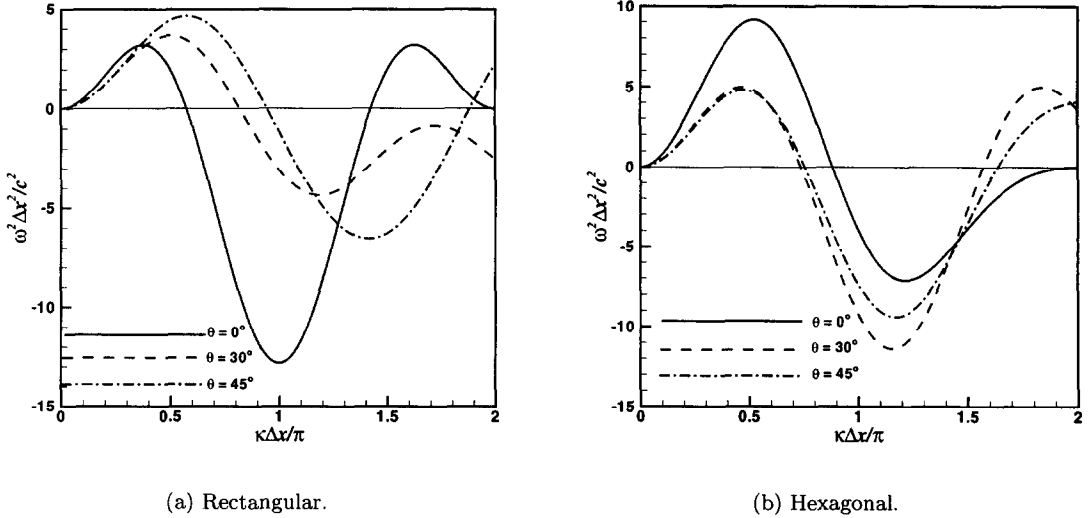 5
0
-5
-10
-15
ω²Δx²/c²
θ = 0°
θ = 30°
θ = 45°
0 0.5 1 1.5 2
κΔx/π
(a) Rectangular.
10
5
0
-5
-10
-15
ω²Δx²/c²
θ = 0°
θ = 30°
θ = 45°
0 0.5 1 1.5 2
κΔx/π
(b) Hexagonal.